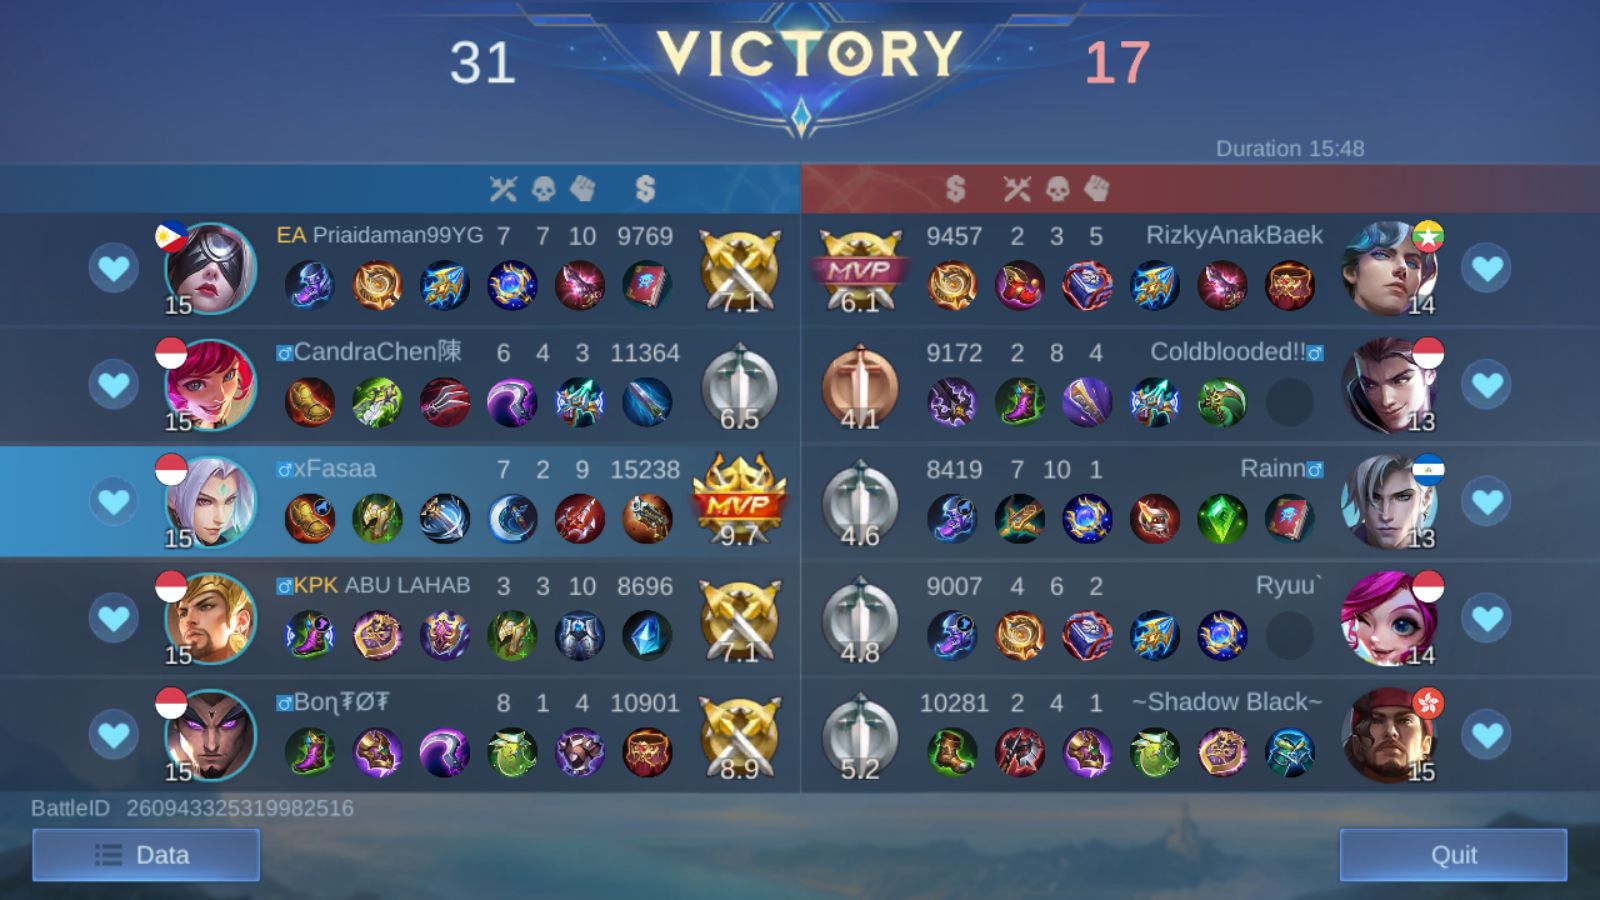 31 VICTORY 17
Duration 15:48
EA Priaidaman99YG 7 7 10 9769 7.1
15
MVP 6.1 9457 2 3 5 RizkyAnakBaek
14
CandraChen陳 6 4 3 11364 6.5
15
4.1 9172 2 8 4 Coldblooded!!
13
xFasaa 7 2 9 15238 MVP 9.7
15
4.6 8419 7 10 1 Rainn
13
KPK ABU LAHAB 3 3 10 8696 7.1
15
4.8 9007 4 6 2 Ryuu`
14
Boɳ₮Ø₮ 8 1 4 10901 8.9
15
5.2 10281 2 4 1 ~Shadow Black~
15
BattleID 260943325319982516
Data
Quit